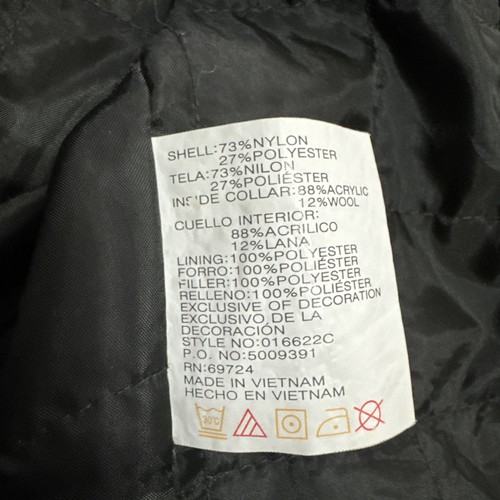 SHELL:73%NYLON
27%POLYESTER
TELA:73%NILON
27%POLIÉSTER
INSIDE COLLAR:88%ACRYLIC
12%WOOL
CUELLO INTERIOR:
88%ACRILICO
12%LANA
LINING:100%POLYESTER
FORRO:100%POLIÉSTER
FILLER:100%POLYESTER
RELLENO:100%POLIÉSTER
EXCLUSIVE OF DECORATION
EXCLUSIVO DE LA
DECORACIÓN
STYLE NO:016622C
P.O. NO:5009391
RN:69724
MADE IN VIETNAM
HECHO EN VIETNAM
30°C